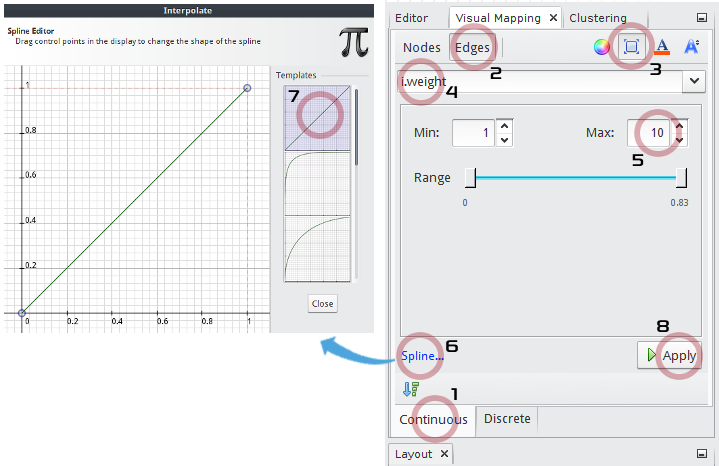 Interpolate
Spline Editor
Drag control points in the display to change the shape of the spline
π
Templates
1
0.8
0.6
0.4
0.2
0
0.2
0.4
0.6
0.8
1
7
Close
Editor
Visual Mapping
Clustering
Nodes
Edges
A
A
2
3
i.weight
4
Min:
1
Max:
10
5
Range
0
0.83
Spline...
6
8
Apply
1
Continuous
Discrete
Layout